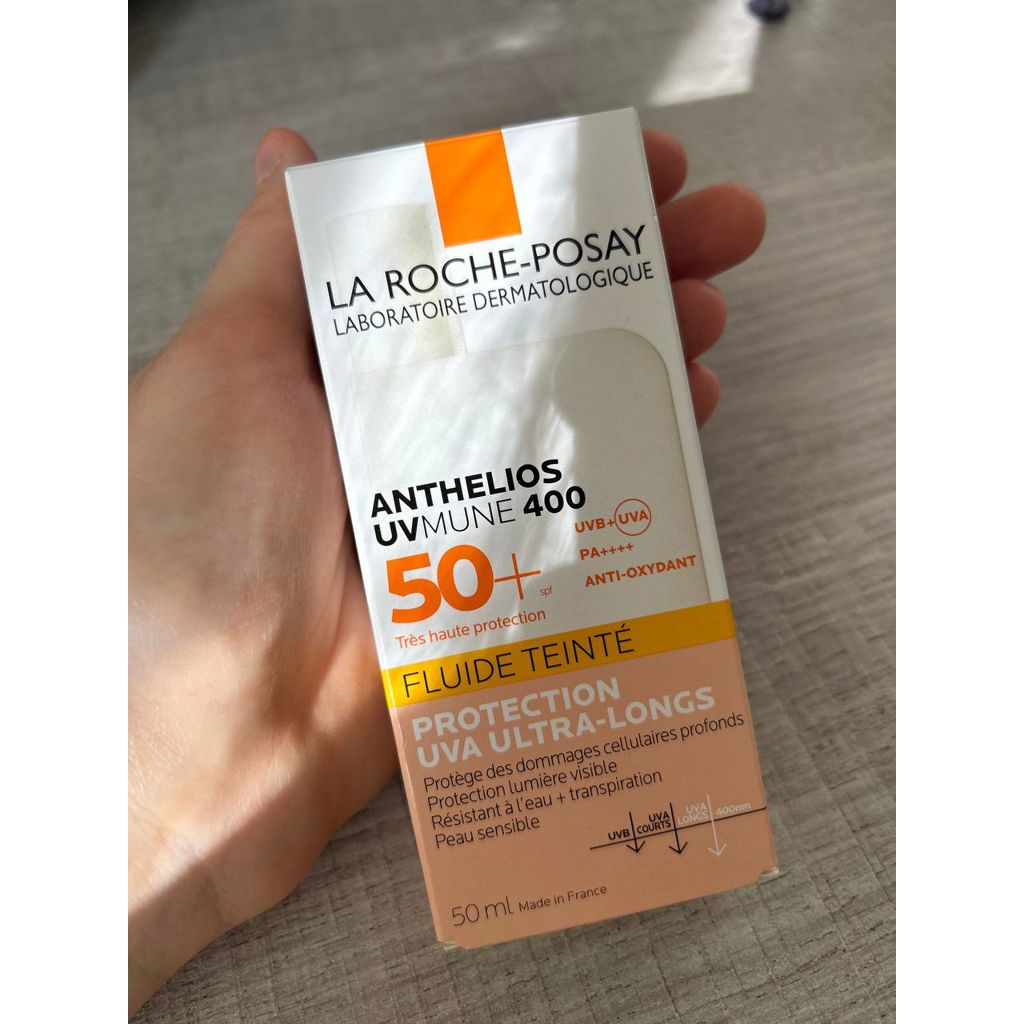 LA ROCHE-POSAY
LABORATOIRE DERMATOLOGIQUE
ANTHELIOS
UVMUNE 400
50+ spf
Très haute protection
UVB+UVA
PA++++
ANTI-OXYDANT
FLUIDE TEINTÉ
PROTECTION
UVA ULTRA-LONGS
Protège des dommages cellulaires profonds
Protection lumière visible
Résistant à l'eau + transpiration
Peau sensible
UVB
UVA
COURTS
UVA
LONGS
400nm
50 ml Made in France